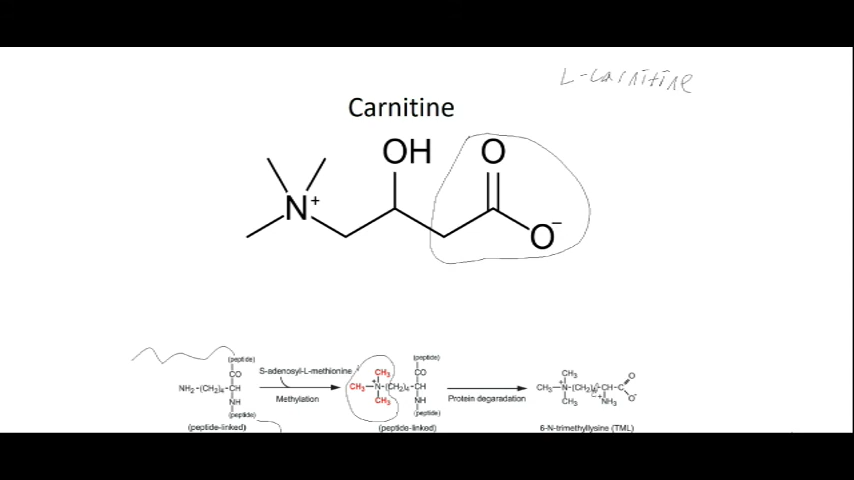 L-carnitine
Carnitine
OH
O
N+
O−
(peptide)
CO
NH2-(CH2)4-CH
NH
(peptide)
(peptide-linked)
S-adenosyl-L-methionine
Methylation
(peptide)
CH3
CO
CH3-N+-(CH2)4-CH
CH3
NH
(peptide)
(peptide-linked)
Protein degaradation
CH3
O
CH3-N+
CH-C
CH3
NH3
O−
6-N-trimethyllysine (TML)